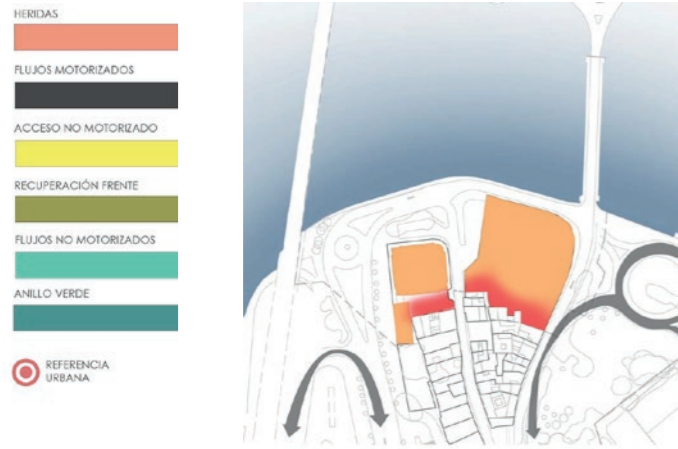 HERIDAS
FLUJOS MOTORIZADOS
ACCESO NO MOTORIZADO
RECUPERACIÓN FRENTE
FLUJOS NO MOTORIZADOS
ANILLO VERDE
REFERENCIA
URBANA